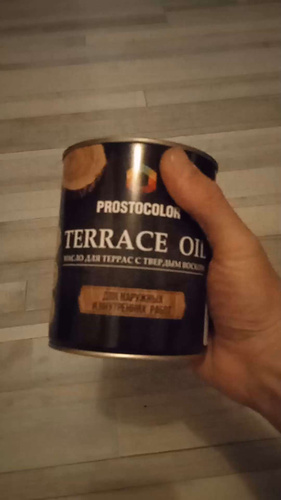 PROSTOCOLOR
TERRACE OIL
МАСЛО ДЛЯ ТЕРРАС С ТВЕРДЫМ ВОСКОМ
ДЛЯ НАРУЖНЫХ
И ВНУТРЕННИХ РАБОТ